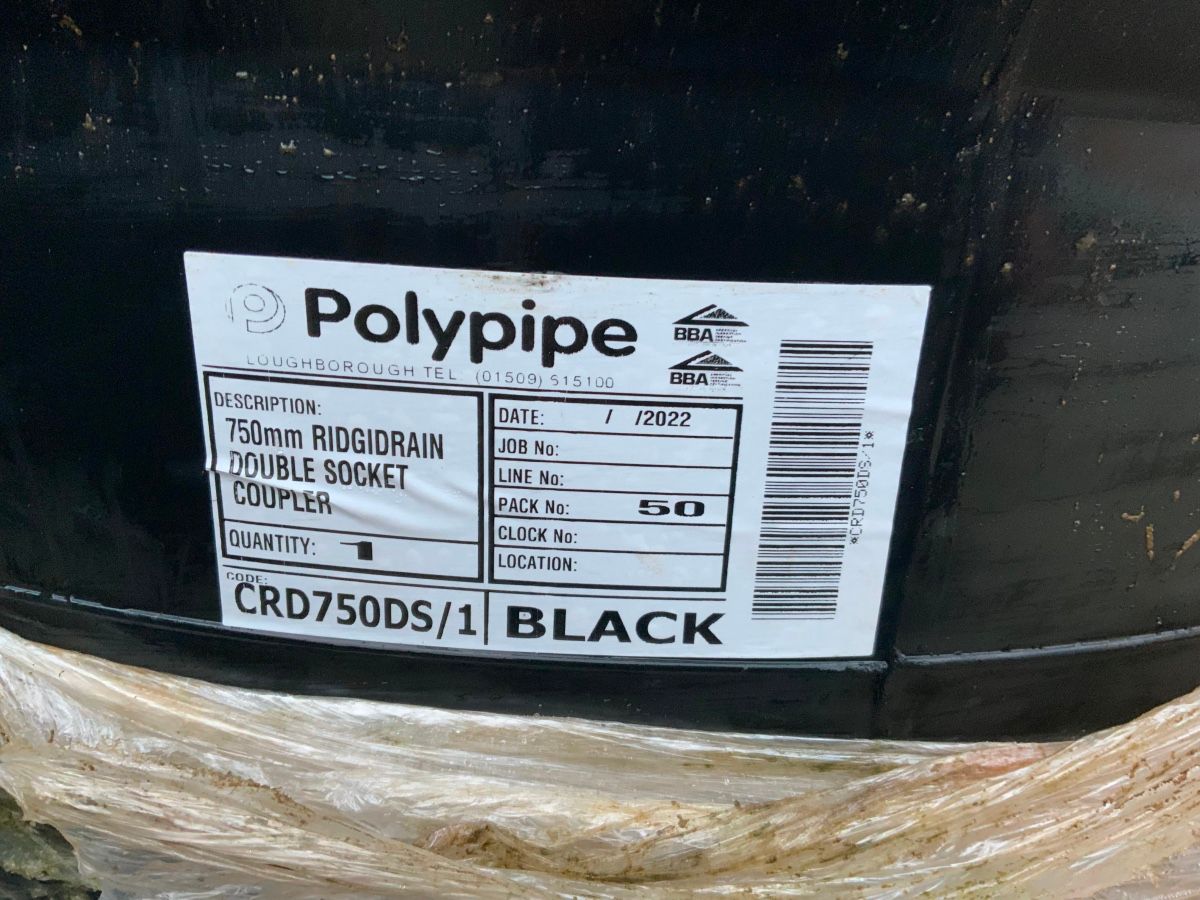 Polypipe
LOUGHBOROUGH TEL (01509) 615100
BBA
BBA
DESCRIPTION:
750mm RIDGIDRAIN
DOUBLE SOCKET
COUPLER
QUANTITY: 1
DATE: / /2022
JOB No:
LINE No:
PACK No: 50
CLOCK No:
LOCATION:
CODE:
CRD750DS/1
BLACK
*CRD750DS/1*